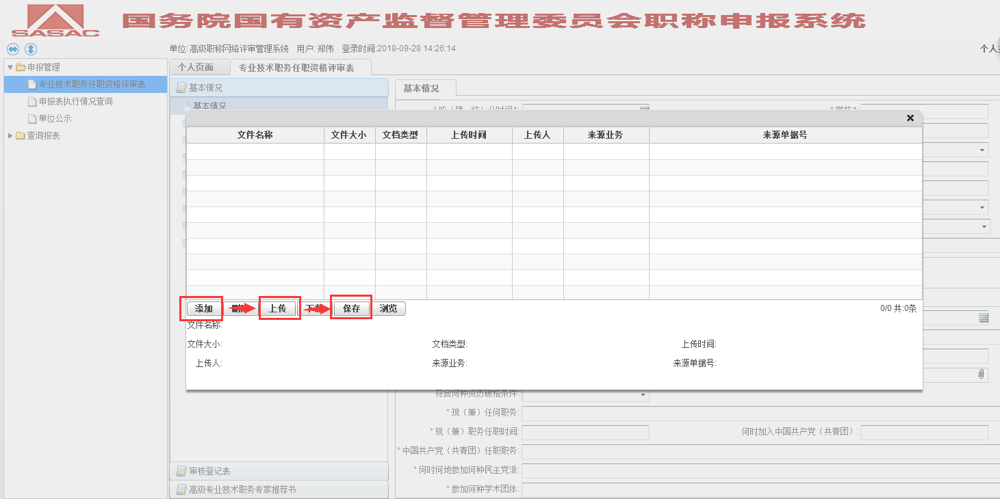 SASAC
国务院国有资产监督管理委员会职称申报系统
单位: 高级职称网络评审管理系统 用户: 郑伟 登录时间:2018-09-28 14:26:14
个人
申报管理
专业技术职务任职资格评审表
申报表执行情况查询
单位公示
查询报表
个人页面
专业技术职务任职资格评审表
基本情况
基本情况
基本情况
文件名称 文件大小 文档类型 上传时间 上传人 来源业务 来源单据号
添加 上传 保存 浏览 0/0 共:0条
文件名称:
文件大小: 文档类型: 上传时间:
上传人: 来源业务: 来源单据号:
符合何种资历破格条件:
*现（兼）任何职务:
*现（兼）职务任职时间: 何时加入中国共产党（共青团）:
*中国共产党（共青团）任职职务:
*何时何地参加何种民主党派:
*参加何种学术团体:
审核登记表
高级专业技术职务专家推荐书